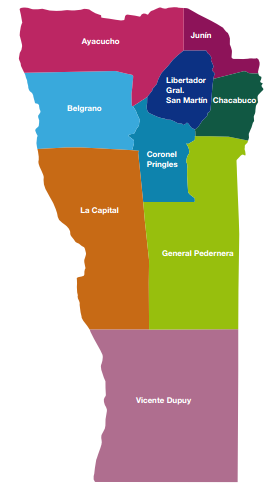 Junín
Ayacucho
Libertador
Gral.
San Martín
Chacabuco
Belgrano
Coronel
Pringles
La Capital
General Pedernera
Vicente Dupuy